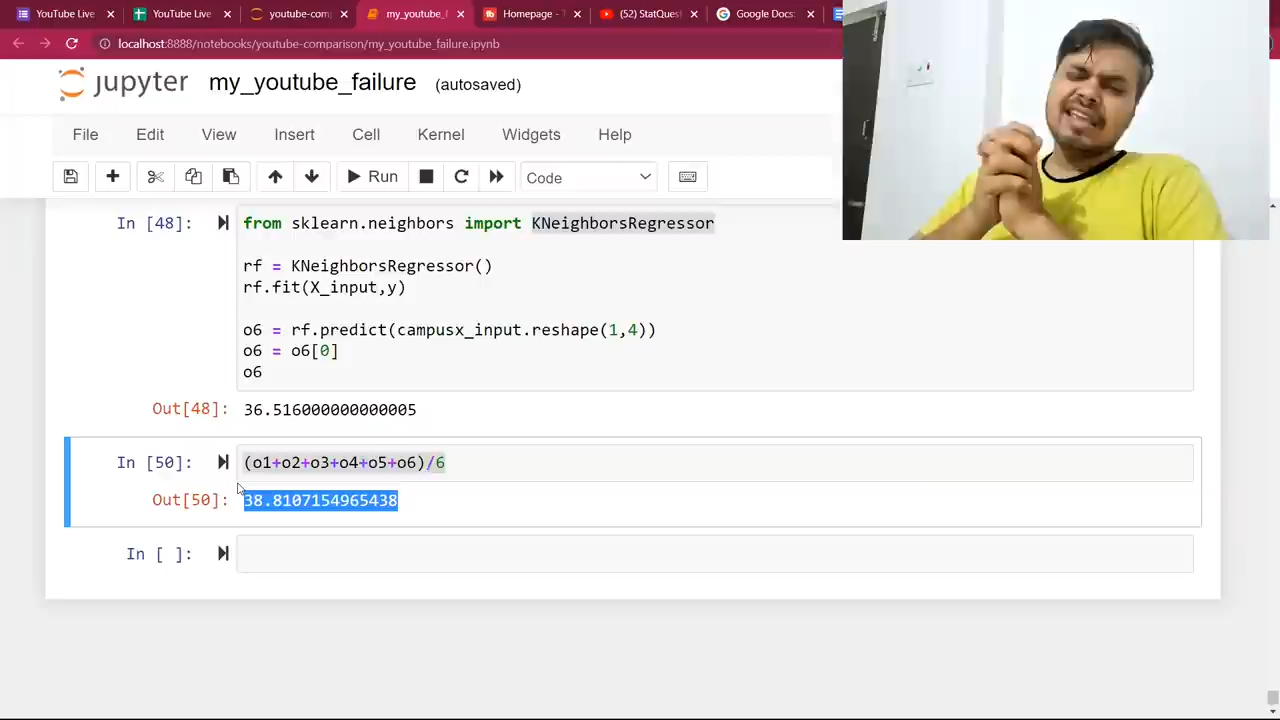 YouTube Live
YouTube Live
youtube-com
my_youtube_f
Homepage - T
(52) StatQues
Google Docs:
localhost:8888/notebooks/youtube-comparison/my_youtube_failure.ipynb
jupyter my_youtube_failure (autosaved)
File Edit View Insert Cell Kernel Widgets Help
Run Code
In [48]: from sklearn.neighbors import KNeighborsRegressor
rf = KNeighborsRegressor()
rf.fit(X_input,y)
o6 = rf.predict(campusx_input.reshape(1,4))
o6 = o6[0]
o6
Out[48]: 36.516000000000005
In [50]: (o1+o2+o3+o4+o5+o6)/6
Out[50]: 38.8107154965438
In [ ]: